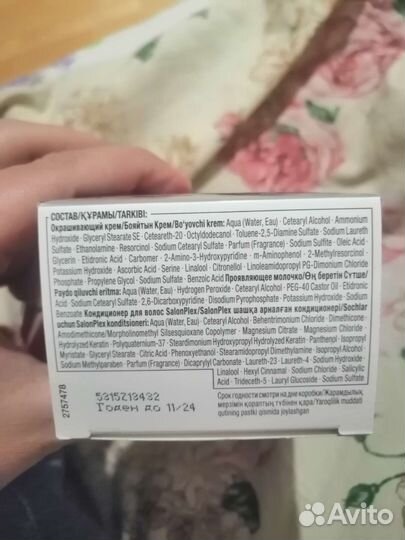 СОСТАВ/ҚҰРАМЫ/TARKIBI:
Окрашивающий крем/Бояйтын Крем/Bo'yovchi krem: Aqua (Water, Eau) · Cetearyl Alcohol · Ammonium
Hydroxide · Glyceryl Stearate SE · Ceteareth-20 · Octyldodecanol · Toluene-2,5-Diamine Sulfate · Sodium Laureth
Sulfate · Ethanolamine · Resorcinol · Sodium Cetearyl Sulfate · Parfum (Fragrance) · Sodium Sulfite · Oleic Acid ·
Glycerin · Etidronic Acid · Carbomer · 2-Amino-3-Hydroxypyridine · m-Aminophenol · 2-Methylresorcinol ·
Potassium Hydroxide · Ascorbic Acid · Serine · Linalool · Citronellol · Linoleamidopropyl PG-Dimonium Chloride
Phosphate · Propylene Glycol · Sodium Sulfate · Benzoic Acid Проявляющее молочко/Өң беретін Сүтше/
Paydo qiluvchi eritma: Aqua (Water, Eau) · Hydrogen Peroxide · Cetearyl Alcohol · PEG-40 Castor Oil · Etidronic
Acid · Sodium Cetearyl Sulfate · 2,6-Dicarboxypyridine · Disodium Pyrophosphate · Potassium Hydroxide · Sodium
Benzoate Кондиционер для волос SalonPlex/SalonPlex шашқа арналған кондиционері/Sochlar
uchun SalonPlex konditsioneri: Aqua (Water, Eau) · Cetearyl Alcohol · Behentrimonium Chloride · Dimethicone ·
Amodimethicone/Morpholinomethyl Silsesquioxane Copolymer · Magnesium Citrate · Magnesium Chloride ·
Hydrolyzed Keratin · Polyquaternium-37 · Steardimonium Hydroxypropyl Hydrolyzed Keratin · Panthenol · Isopropyl
Myristate · Glyceryl Stearate · Citric Acid · Phenoxyethanol · Stearamidopropyl Dimethylamine · Isopropyl Alcohol ·
Sodium Methylparaben · Parfum (Fragrance) · Dicaprylyl Carbonate · Laureth-23 · Laureth-4 · Sodium Hydroxide ·
Linalool · Hexyl Cinnamal · Sodium Chloride · Salicylic
Acid · Trideceth-5 · Lauryl Glucoside · Sodium Sulfate
2757478
5315213432
Годен до 11/24
Срок годности смотри на дне коробки/Жарамдылық
мерзімін қораптың түбінен қара/Yaroqlilik muddati
qutining pastki qismida joylashgan
Avito